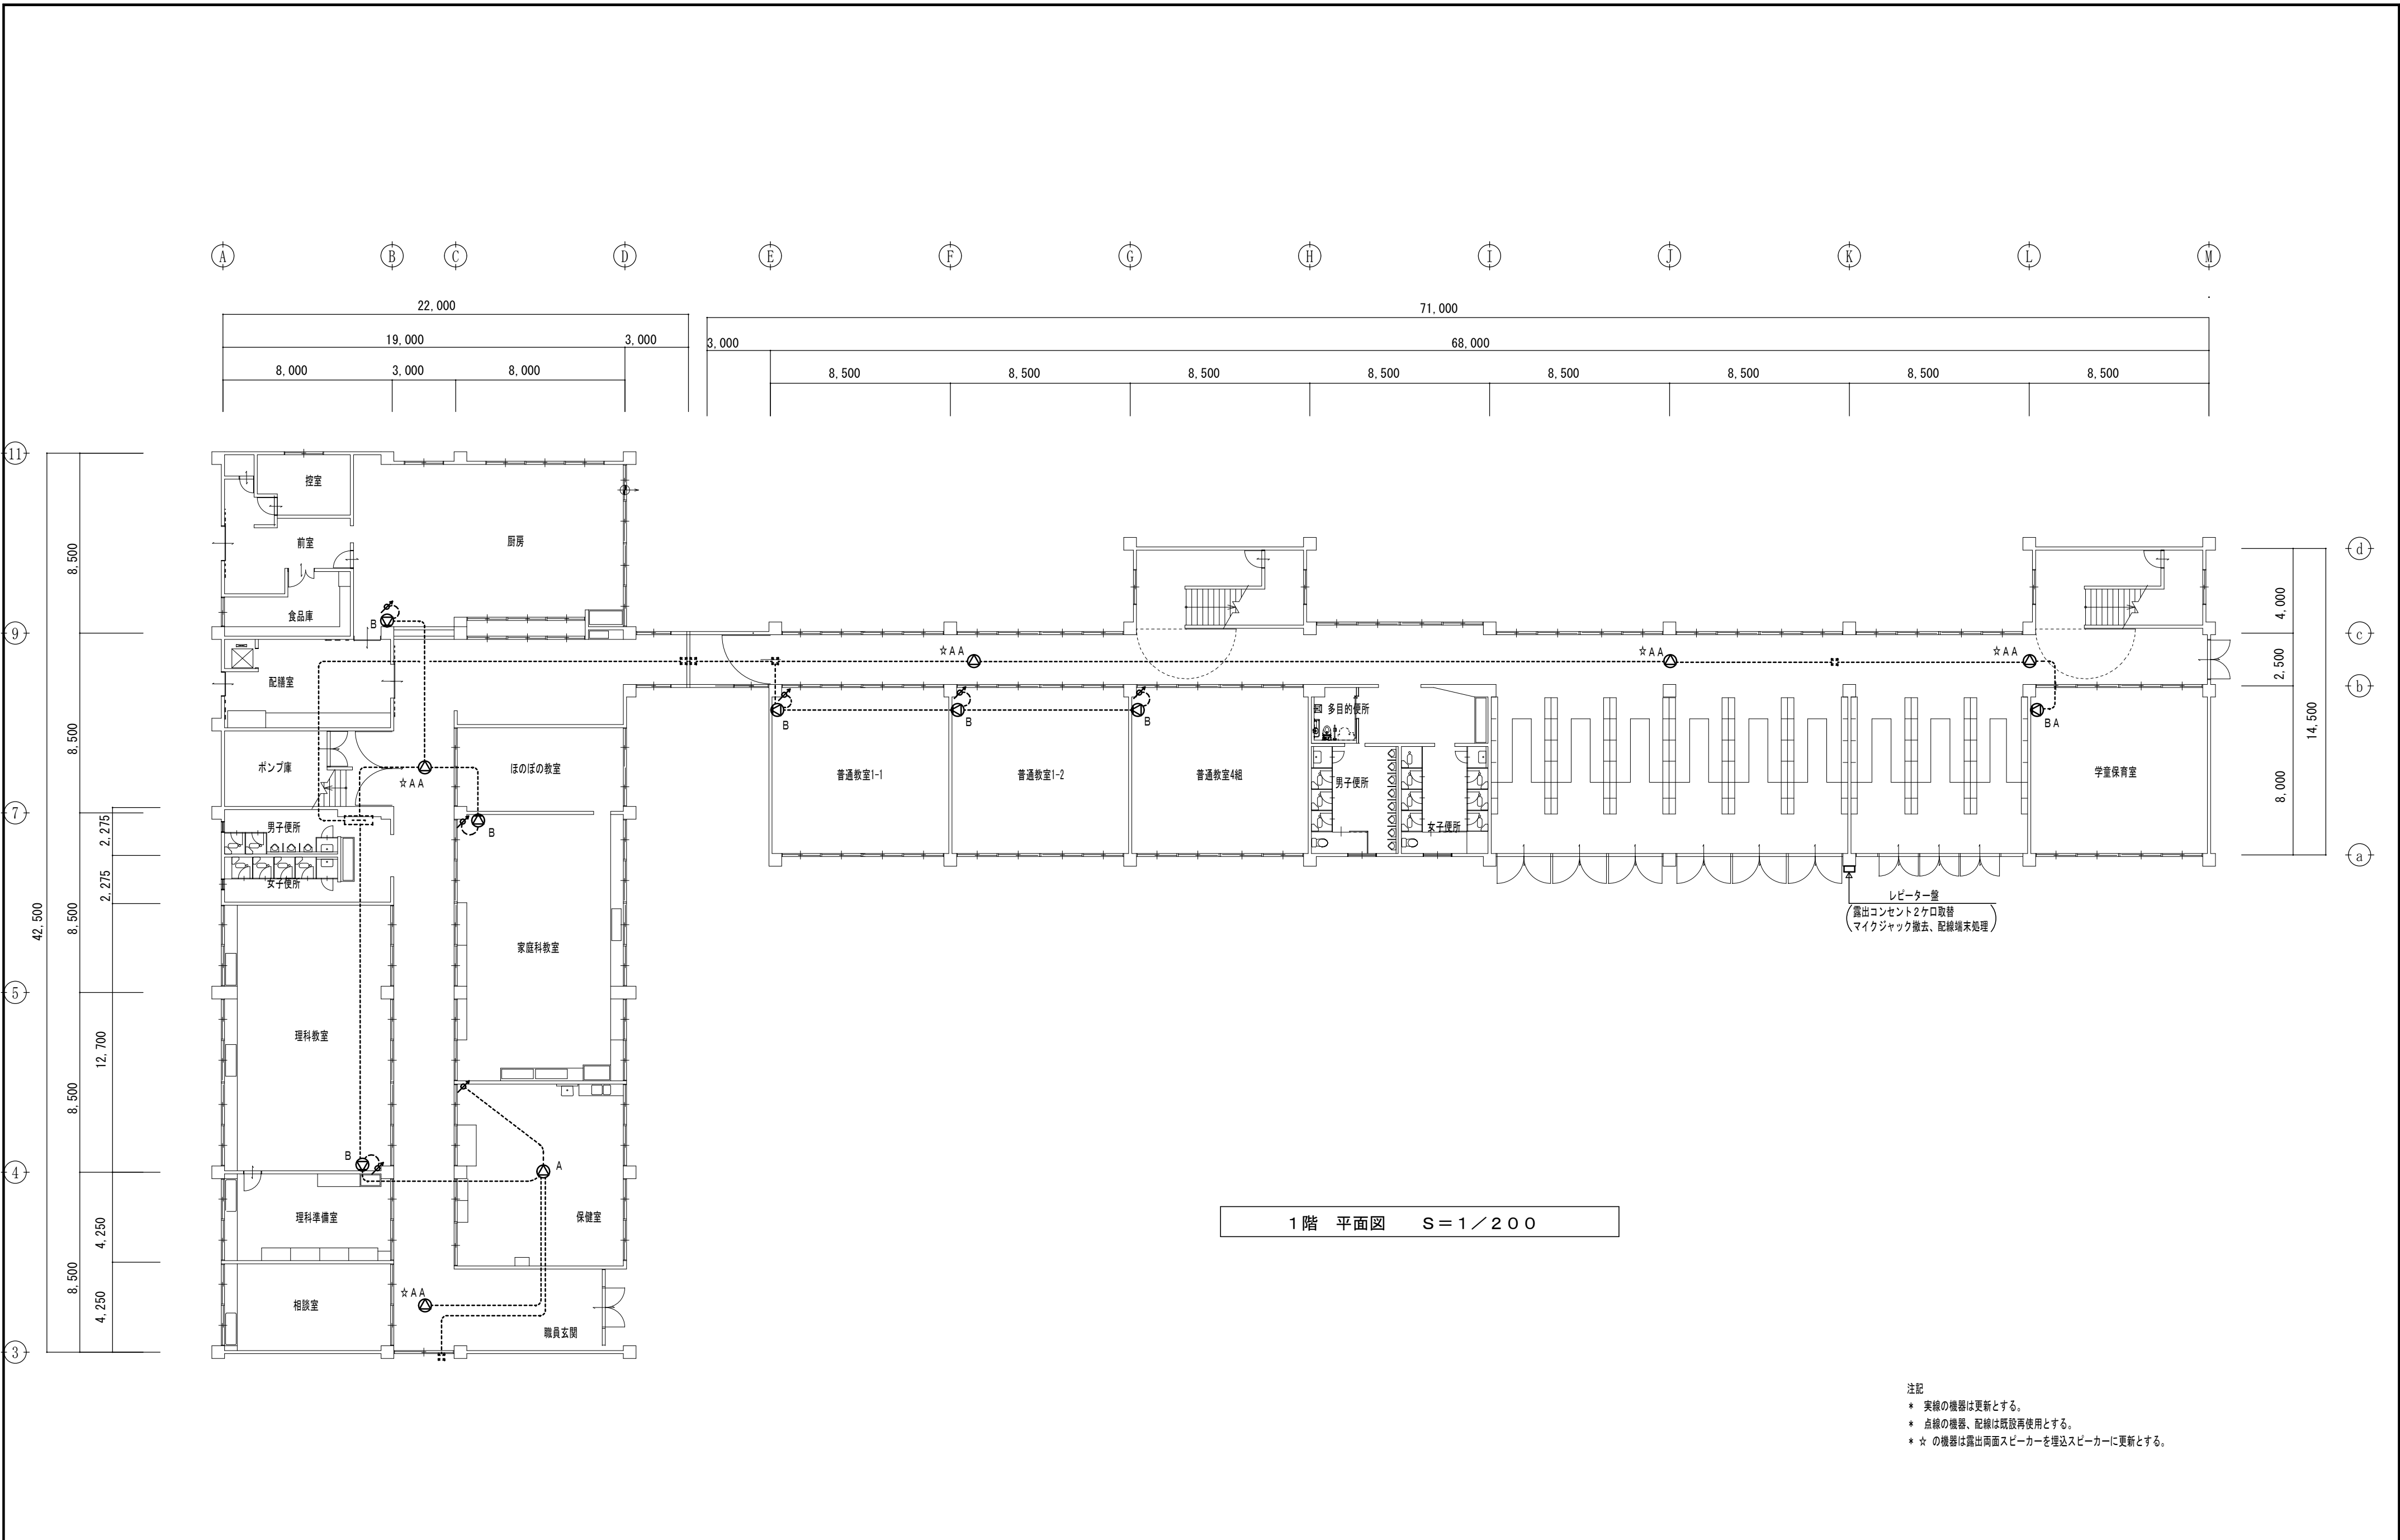 A B C D E F G H I J K L M
22,000
71,000
19,000 3,000
3,000 68,000
8,000 3,000 8,000
8,500 8,500 8,500 8,500 8,500 8,500 8,500 8,500
11
控室
8,500
前室
厨房
d
食品庫
4,000
B
9
c
☆AA
☆AA
☆AA
2,500
配膳室
b
B
B
B
BA
多目的便所
14,500
8,500
ポンプ庫
ほのぼの教室
普通教室1-1
普通教室1-2
普通教室4組
学童保育室
☆AA
男子便所
8,000
7
2,275
男子便所
B
女子便所
a
2,275
女子便所
レピーター盤
露出コンセント2ケロ取替
マイクジャック撤去、配線端末処理
42,500
8,500
家庭科教室
5
12,700
理科教室
8,500
B
A
4
理科準備室
保健室
4,250
1階 平面図 S=1/200
8,500
4,250
☆AA
相談室
職員玄関
3
注記
* 実線の機器は更新とする。
* 点線の機器、配線は既設再使用とする。
* ☆ の機器は露出両面スピーカーを埋込スピーカーに更新とする。